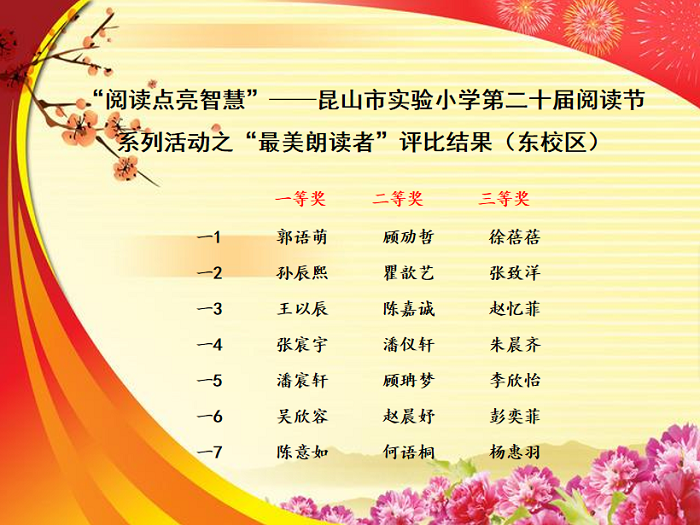 “阅读点亮智慧”——昆山市实验小学第二十届阅读节
系列活动之“最美朗读者”评比结果（东校区）
一等奖 二等奖 三等奖
一1 郭语萌 顾劢哲 徐蓓蓓
一2 孙辰熙 瞿歆艺 张致洋
一3 王以辰 陈嘉诚 赵忆菲
一4 张宸宇 潘仪轩 朱晨齐
一5 潘宸轩 顾珃梦 李欣怡
一6 吴欣容 赵晨妤 彭奕菲
一7 陈意如 何语桐 杨惠羽